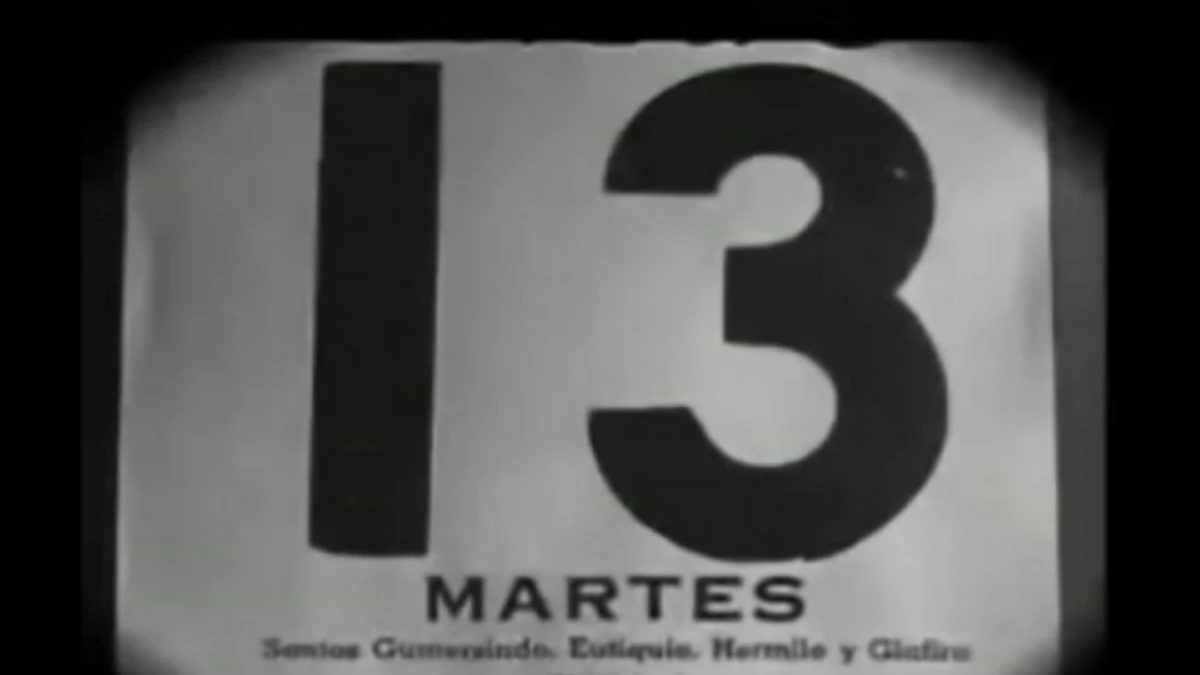 13
MARTES
Santos Gumersindo, Eutiquio, Hermilo y Glafira